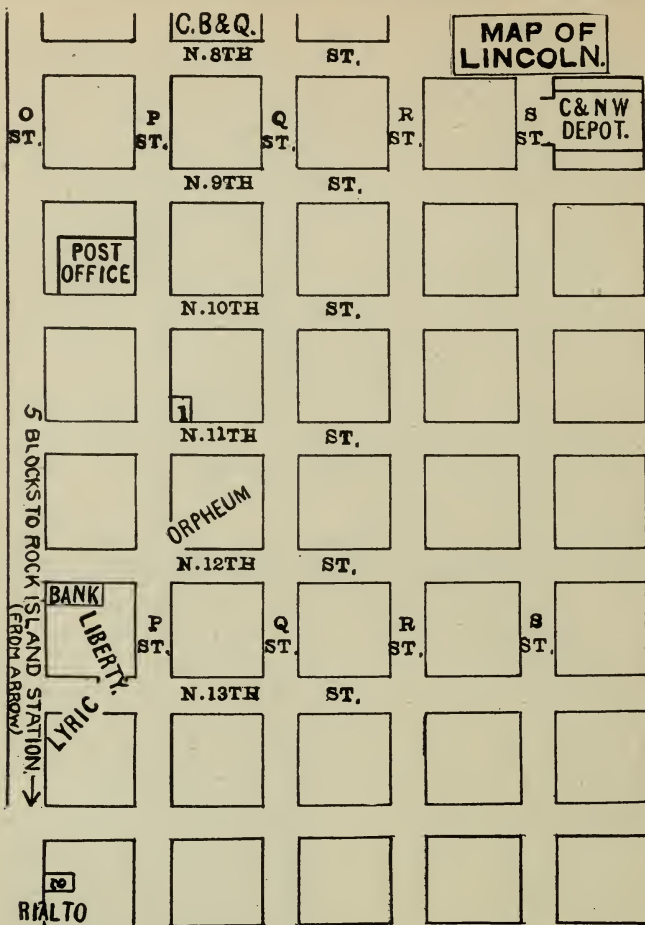 C.B&Q.
MAP OF
LINCOLN.
N.8TH ST.
O
ST.
P
ST.
Q
ST.
R
ST.
S
ST.
C&NW
DEPOT.
N.9TH ST.
POST
OFFICE
N.10TH ST.
1
N.11TH ST.
5 BLOCKS TO ROCK ISLAND STATION.
(FROM ARROW)
ORPHEUM
N.12TH ST.
BANK
LIBERTY.
P
ST.
Q
ST.
R
ST.
S
ST.
N.13TH ST.
LYRIC
2
RIALTO